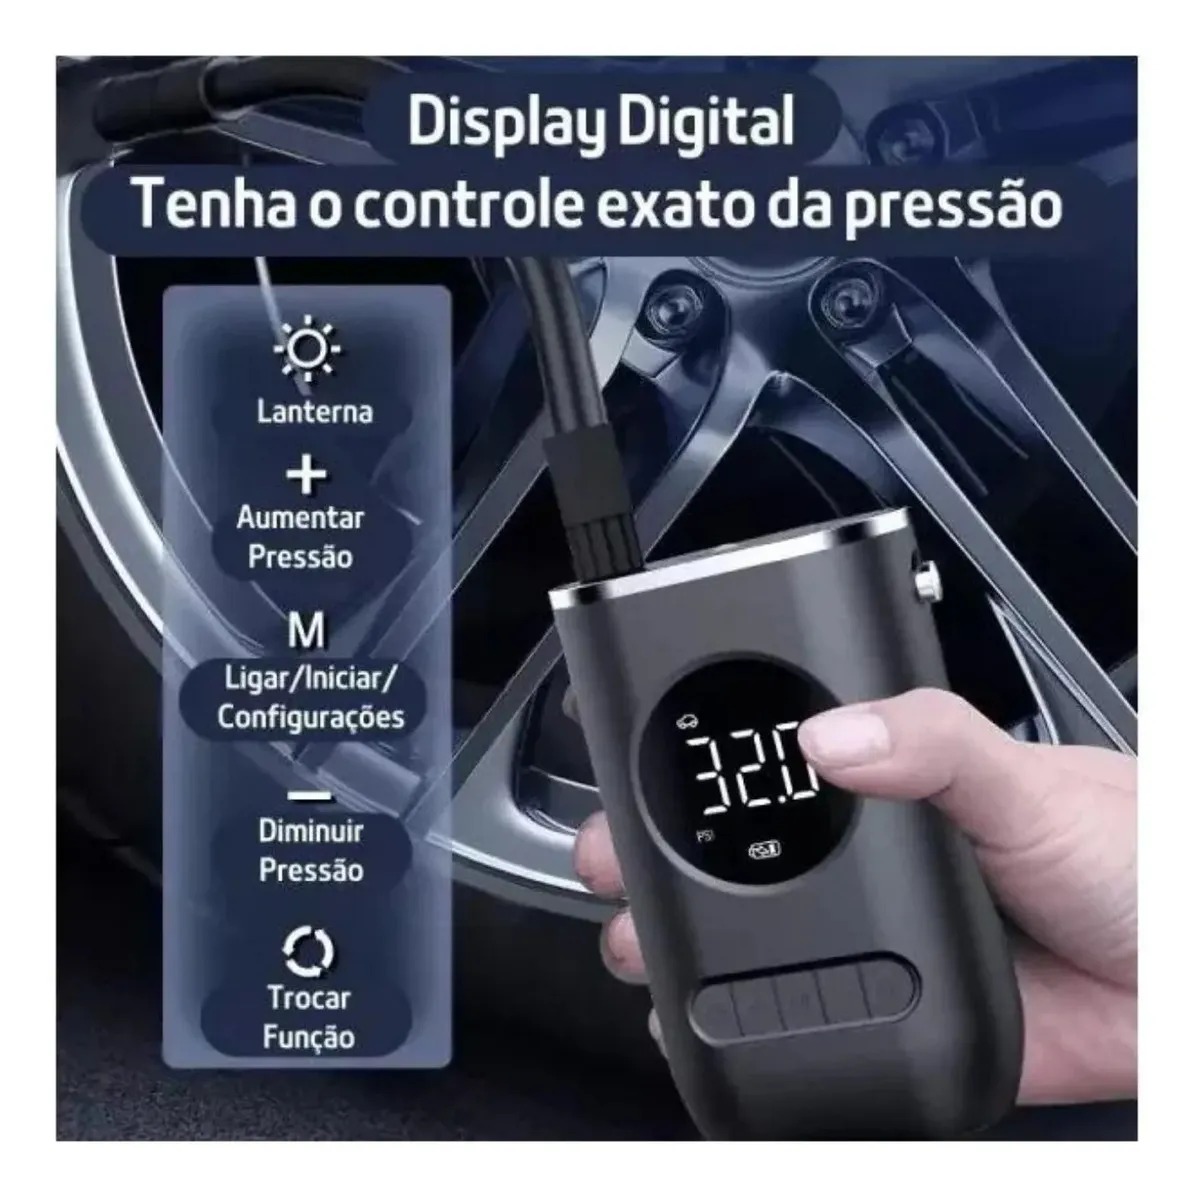 Display Digital
Tenha o controle exato da pressão
Lanterna
+
Aumentar
Pressão
M
Ligar/Iniciar/
Configurações
−
Diminuir
Pressão
Trocar
Função
32.0
PSI